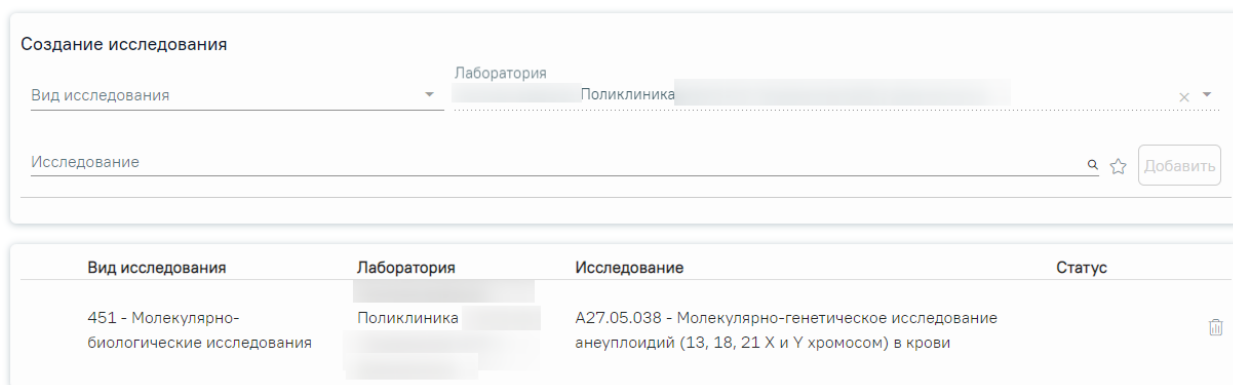 Создание исследования
Лаборатория
Вид исследования Поликлиника
Исследование Добавить
Вид исследования Лаборатория Исследование Статус
451 - Молекулярно- Поликлиника А27.05.038 - Молекулярно-генетическое исследование
биологические исследования анеуплоидий (13, 18, 21 X и Y хромосом) в крови